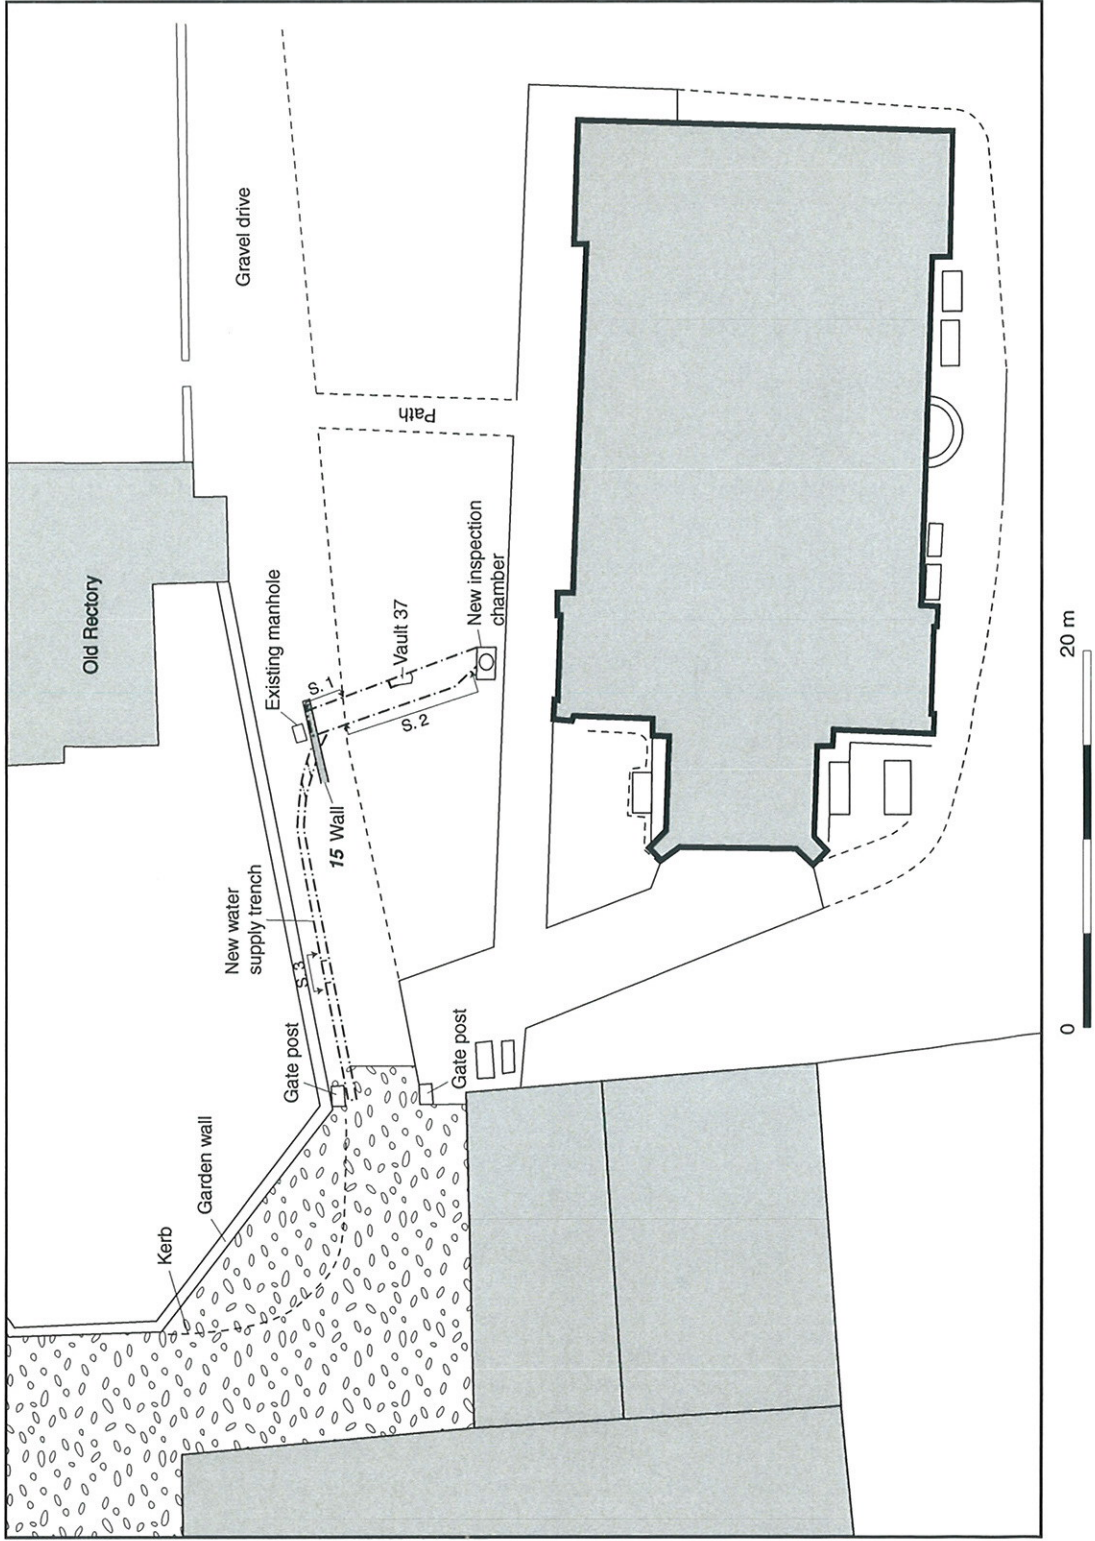 Gravel drive
Path
Old Rectory
Existing manhole
New inspection
chamber
Vault 37
S. 1
S. 2
15 Wall
New water
supply trench
S. 3
Gate post
Gate post
Garden wall
Kerb
0
20 m